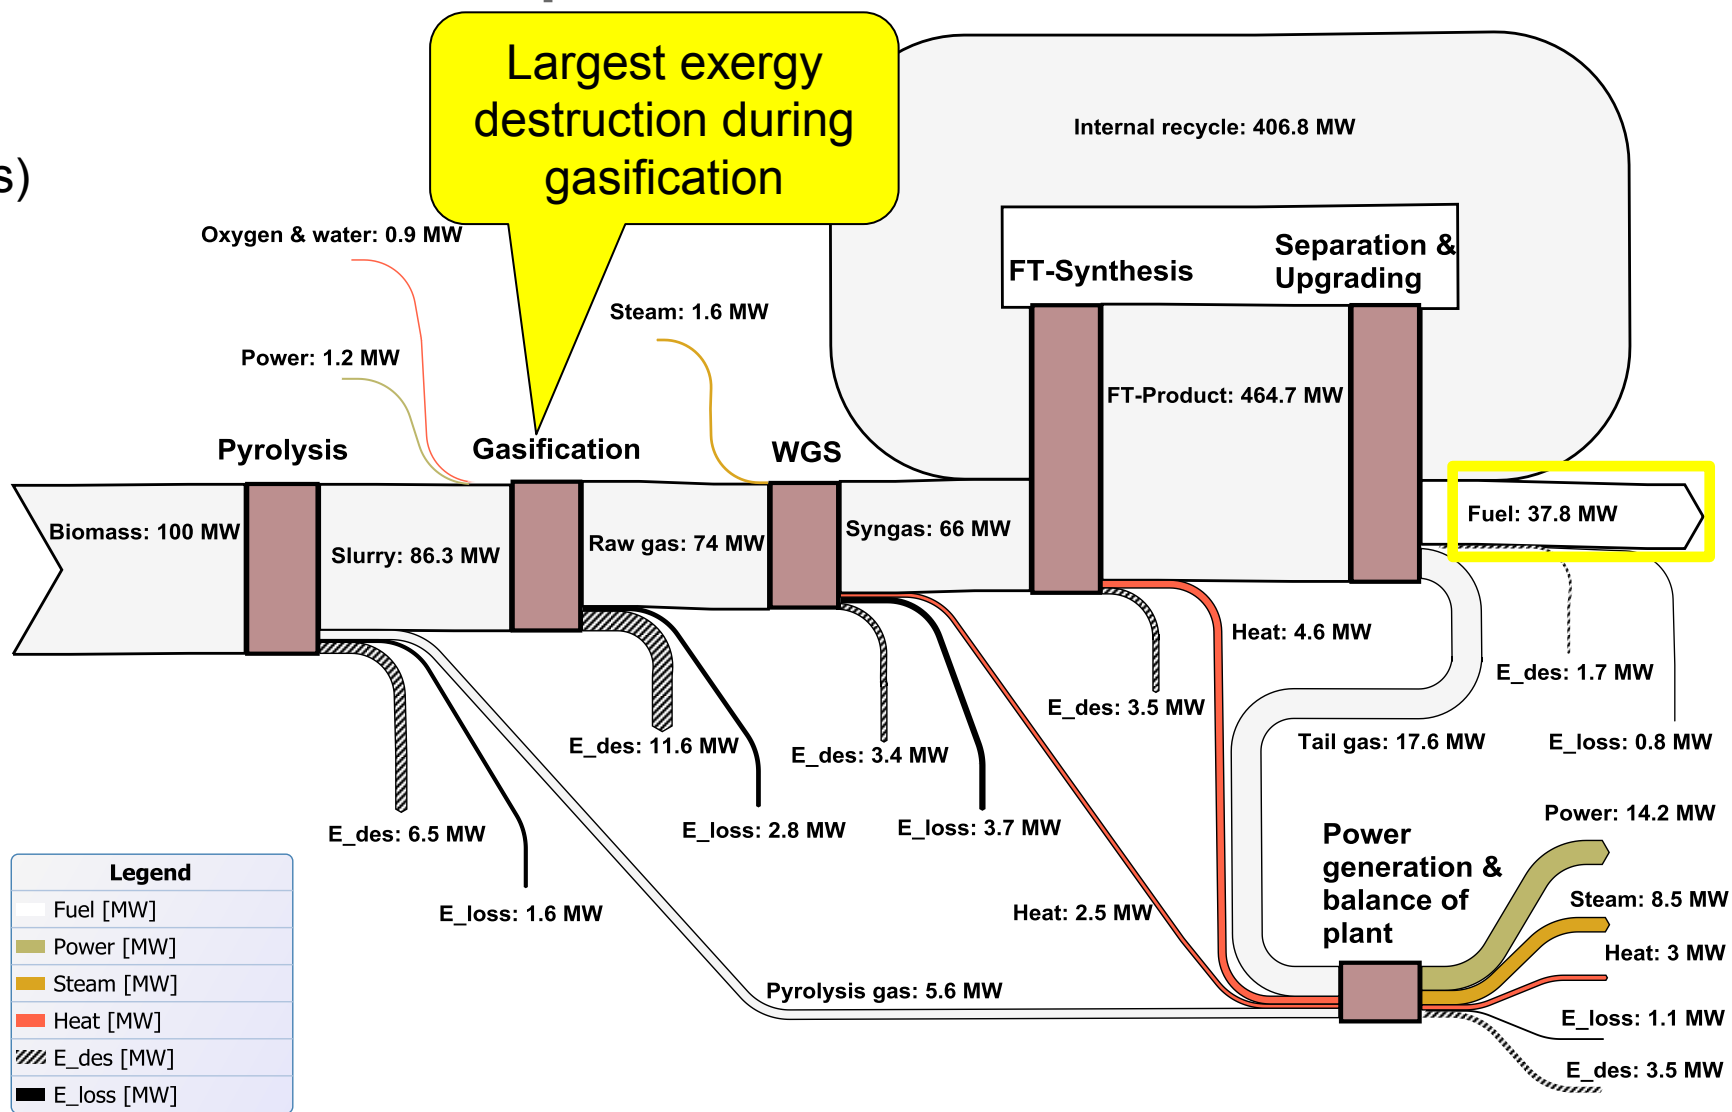 Largest exergy
destruction during
gasification
s)
Internal recycle: 406.8 MW
Oxygen & water: 0.9 MW
Separation &
Upgrading
FT-Synthesis
Steam: 1.6 MW
Power: 1.2 MW
FT-Product: 464.7 MW
Pyrolysis
Gasification
WGS
Biomass: 100 MW
Slurry: 86.3 MW
Raw gas: 74 MW
Syngas: 66 MW
Fuel: 37.8 MW
Heat: 4.6 MW
E_des: 1.7 MW
E_des: 3.5 MW
E_des: 11.6 MW
E_des: 3.4 MW
Tail gas: 17.6 MW
E_loss: 0.8 MW
E_des: 6.5 MW
E_loss: 2.8 MW
E_loss: 3.7 MW
Power: 14.2 MW
Power
generation &
balance of
plant
Steam: 8.5 MW
E_loss: 1.6 MW
Heat: 2.5 MW
Heat: 3 MW
Pyrolysis gas: 5.6 MW
E_loss: 1.1 MW
E_des: 3.5 MW
Legend
Fuel [MW]
Power [MW]
Steam [MW]
Heat [MW]
E_des [MW]
E_loss [MW]